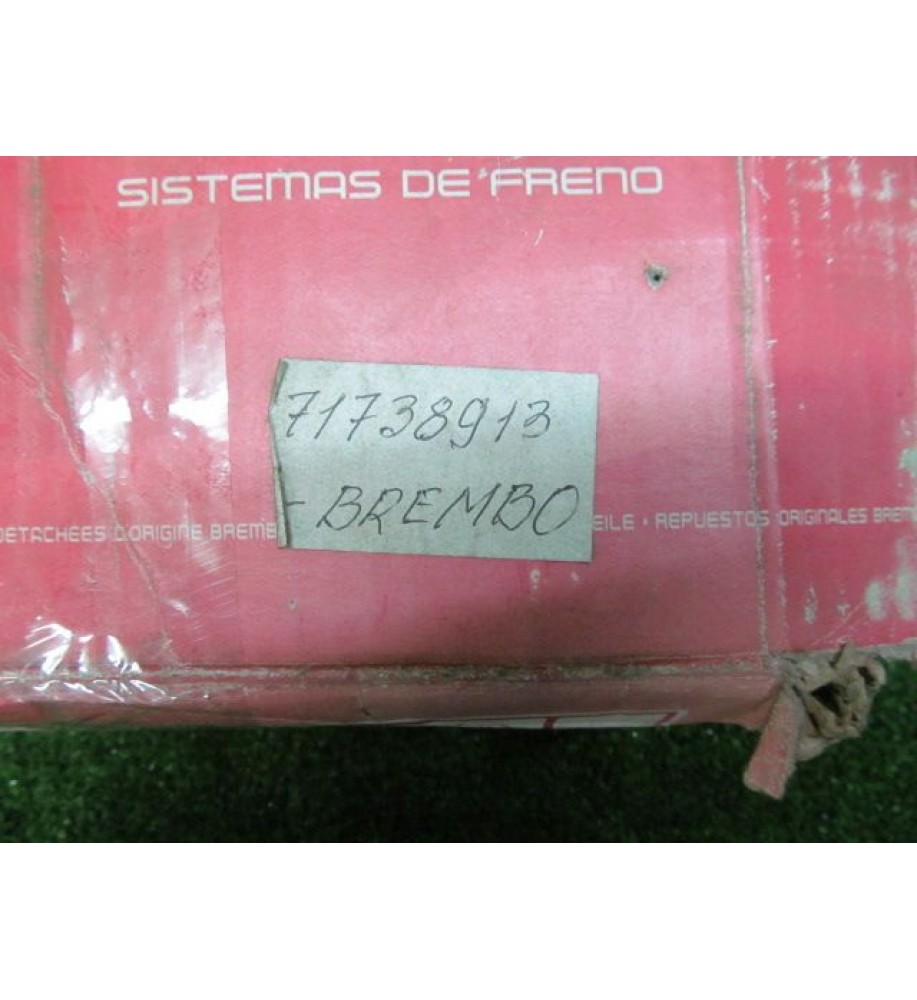 SISTEMAS DE FRENO
71738913
- BREMBO
DETACHEES D'ORIGINE BREMB
EILE • REPUESTOS ORIGINALES BREM